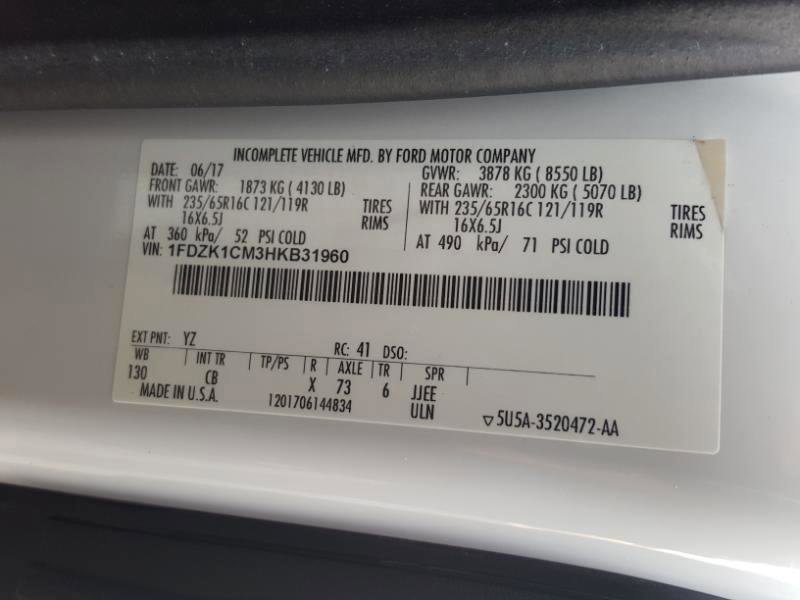 INCOMPLETE VEHICLE MFD. BY FORD MOTOR COMPANY
DATE: 06/17 GVWR: 3878 KG ( 8550 LB)
FRONT GAWR: 1873 KG ( 4130 LB) REAR GAWR: 2300 KG ( 5070 LB)
WITH 235/65R16C 121/119R TIRES WITH 235/65R16C 121/119R TIRES
16X6.5J RIMS 16X6.5J RIMS
AT 360 kPa/ 52 PSI COLD AT 490 kPa/ 71 PSI COLD
VIN: 1FDZK1CM3HKB31960
EXT PNT: YZ RC: 41 DSO:
WB INT TR TP/PS R AXLE TR SPR
130 CB X 73 6 JJEE
MADE IN U.S.A. 1201706144834 ULN ▽5U5A-3520472-AA